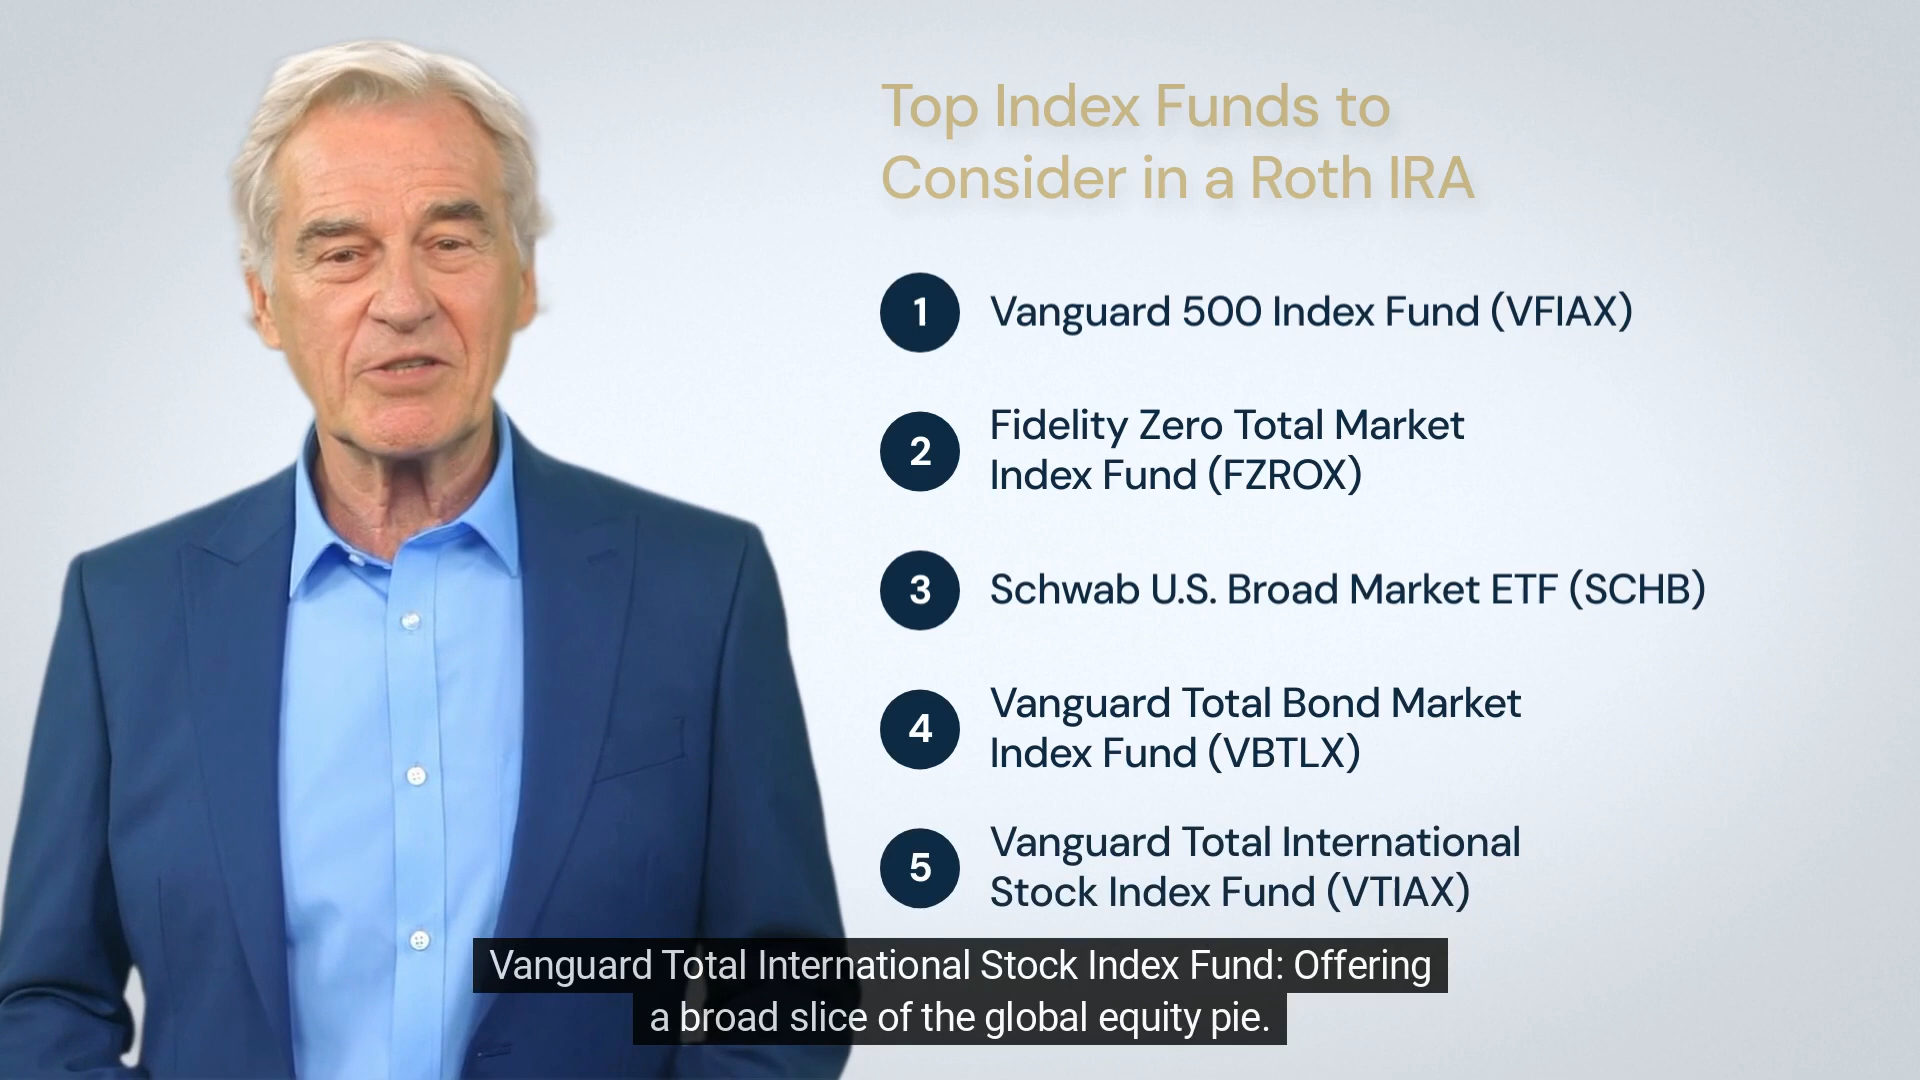 Top Index Funds to
Consider in a Roth IRA
1 Vanguard 500 Index Fund (VFIAX)
2 Fidelity Zero Total Market
Index Fund (FZROX)
3 Schwab U.S. Broad Market ETF (SCHB)
4 Vanguard Total Bond Market
Index Fund (VBTLX)
5 Vanguard Total International
Stock Index Fund (VTIAX)
Vanguard Total International Stock Index Fund: Offering
a broad slice of the global equity pie.